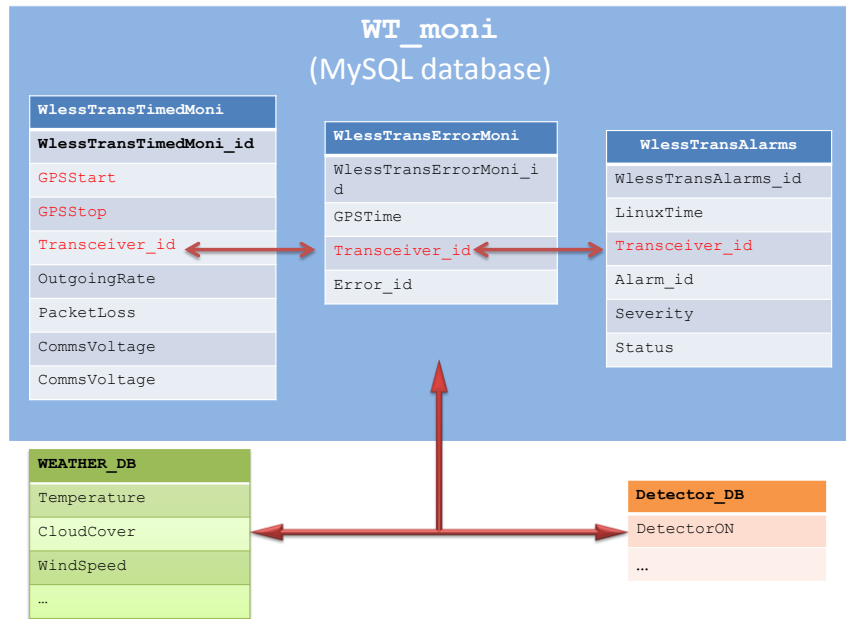 WT_moni
(MySQL database)
WlessTransTimedMoni
WlessTransTimedMoni_id
GPSStart
GPSStop
Transceiver_id
OutgoingRate
PacketLoss
CommsVoltage
CommsVoltage
WlessTransErrorMoni
WlessTransErrorMoni_i
d
GPSTime
Transceiver_id
Error_id
WlessTransAlarms
WlessTransAlarms_id
LinuxTime
Transceiver_id
Alarm_id
Severity
Status
WEATHER_DB
Temperature
CloudCover
WindSpeed
…
Detector_DB
DetectorON
…